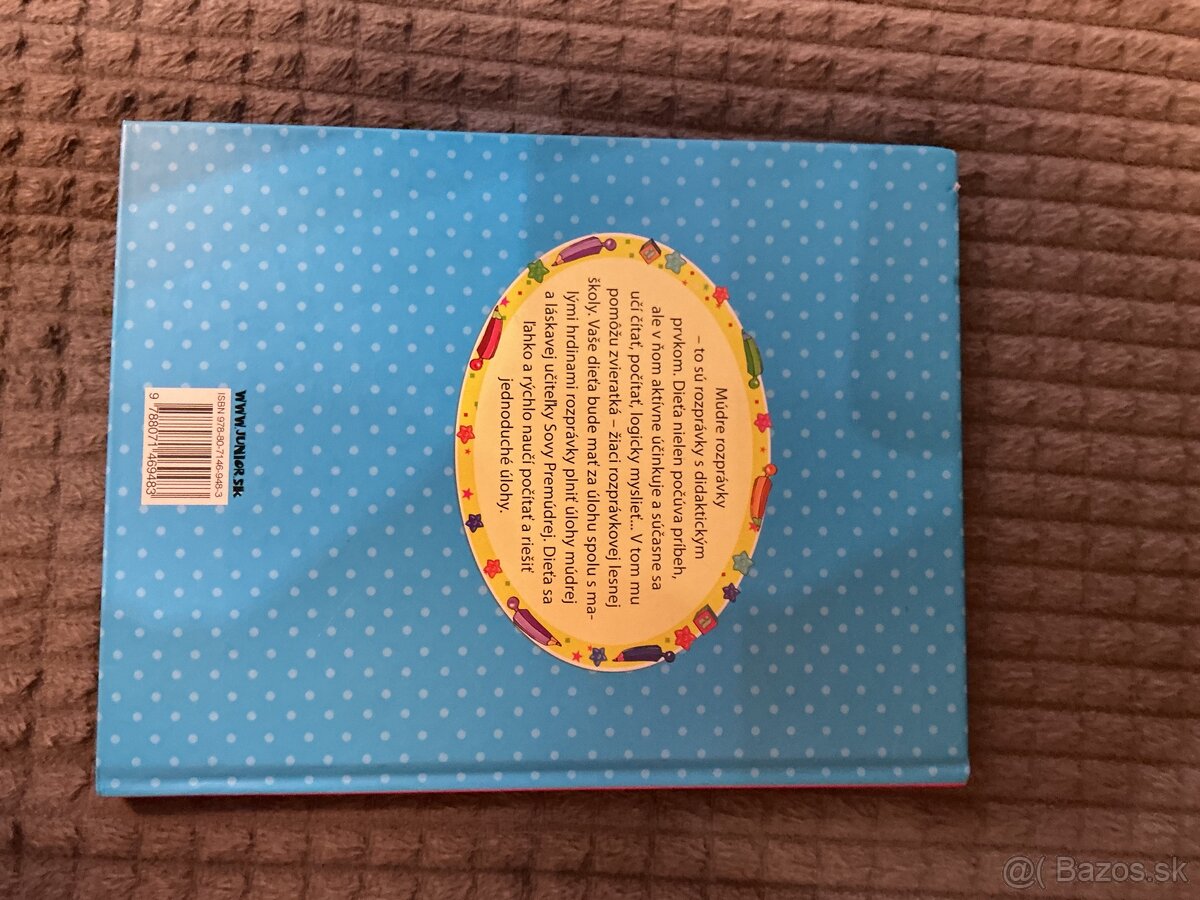 Múdre rozprávky
– to sú rozprávky s didaktickým
prvkom. Dieťa nielen počúva príbeh,
ale v ňom aktívne účinkuje a súčasne sa
učí čítať, počítať, logicky myslieť... V tom mu
pomôžu zvieratká – žiaci rozprávkovej lesnej
školy. Vaše dieťa bude mať za úlohu spolu s ma-
lými hrdinami rozprávky plniť úlohy múdrej
a láskavej učiteľky Sovy Premúdrej. Dieťa sa
ľahko a rýchlo naučí počítať a riešiť
jednoduché úlohy.
WWW.JUNIOR.SK
ISBN 978-80-7146-948-3
9 788071 469483
@( Bazos.sk